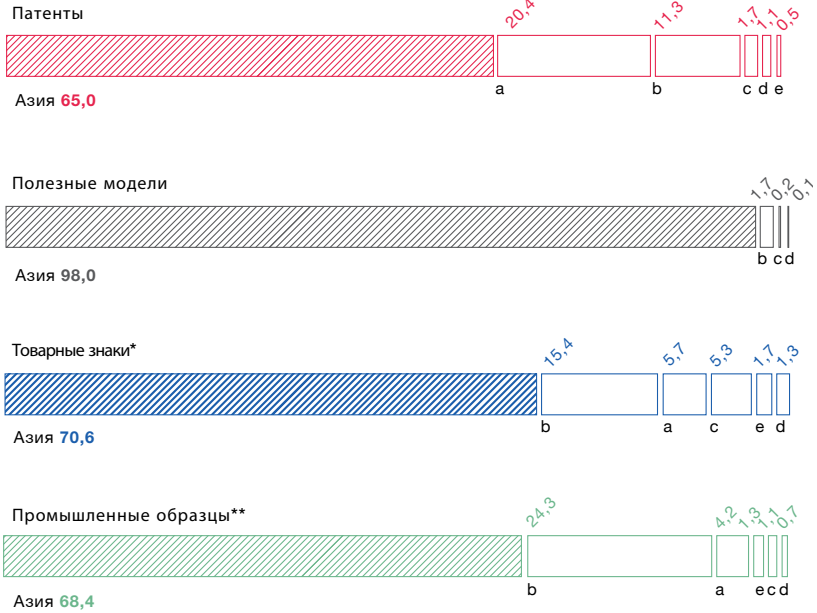 Патенты
20,4 11,3 1,7 1,1 0,5
a b c d e
Азия 65,0
Полезные модели
1,7 0,2 0,1
b c d
Азия 98,0
Товарные знаки*
15,4 5,7 5,3 1,7 1,3
b a c e d
Азия 70,6
Промышленные образцы**
24,3 4,2 1,3 1,1 0,7
b a e c d
Азия 68,4